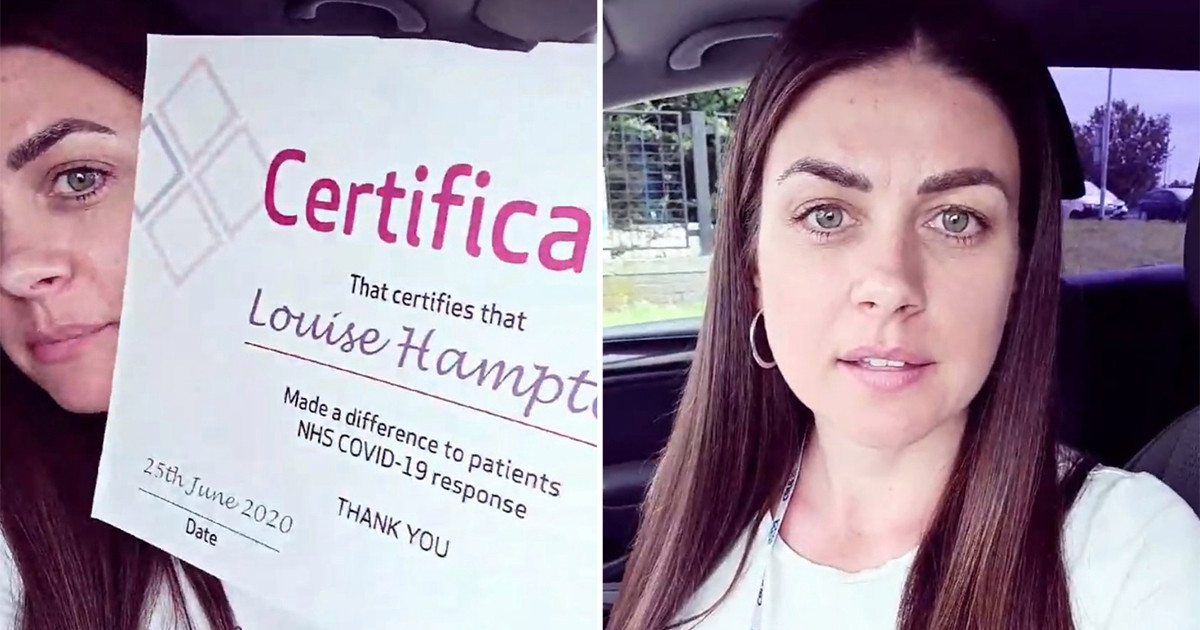 Certifica
That certifies that
Louise Hampt
Made a difference to patients
NHS COVID-19 response
THANK YOU
25th June 2020
Date